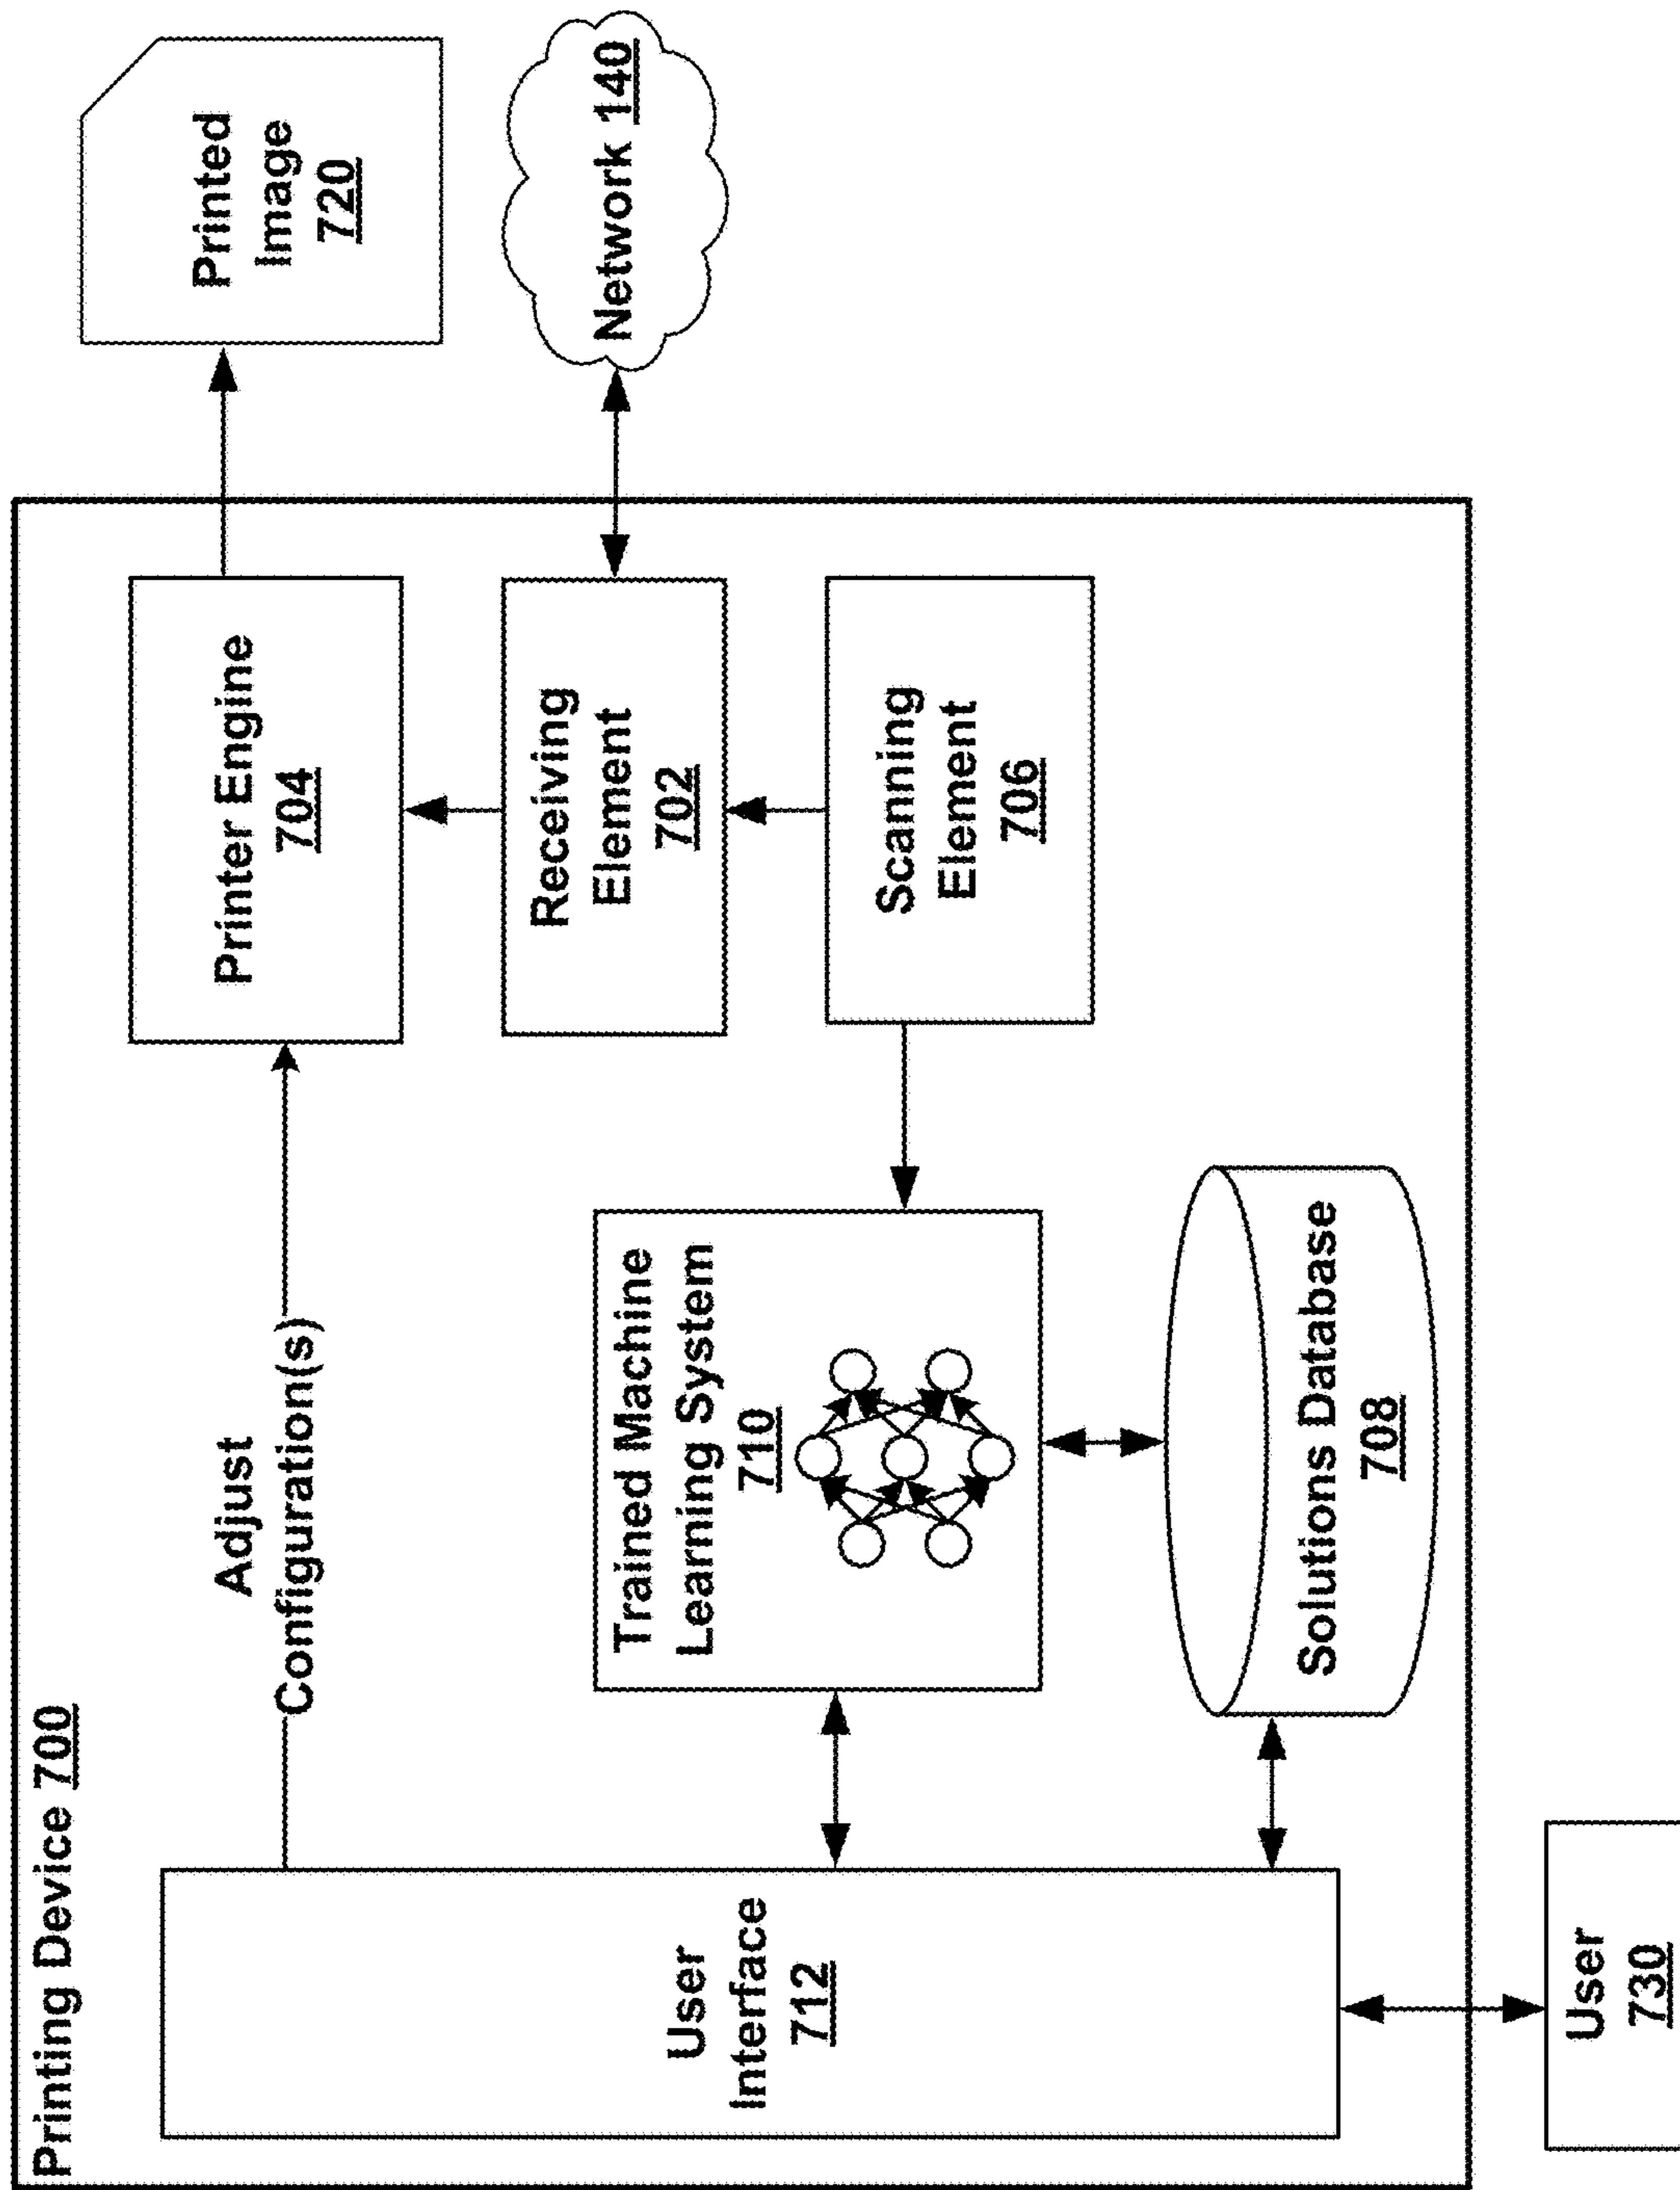 Printing Device 700
User
Interface
712
Adjust
Configuration(s)
Trained Machine
Learning System
710
Solutions Database
708
Printer Engine
704
Receiving
Element
702
Scanning
Element
706
Printed
Image
720
Network 140
User
730